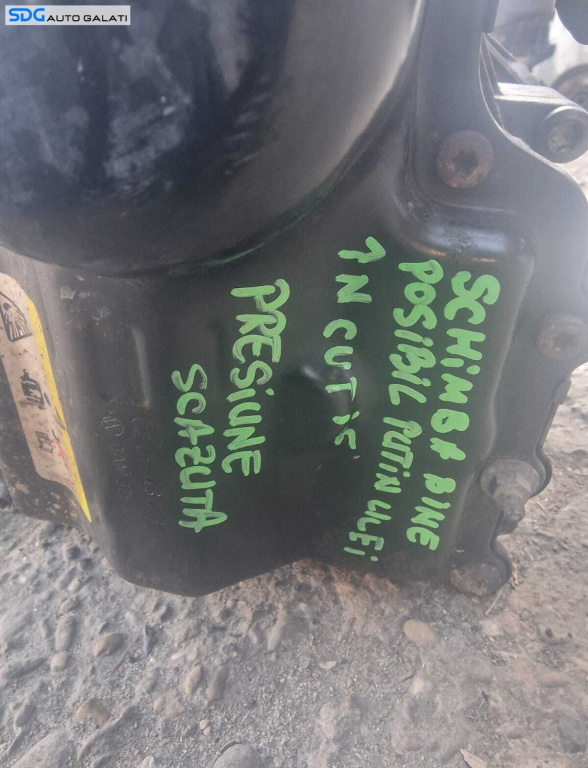 SDG AUTO GALATI
SCHIMBA BINE
POSIBIL PUTIN ULEI
IN CUTIE
PRESIUNE
SCAZUTA